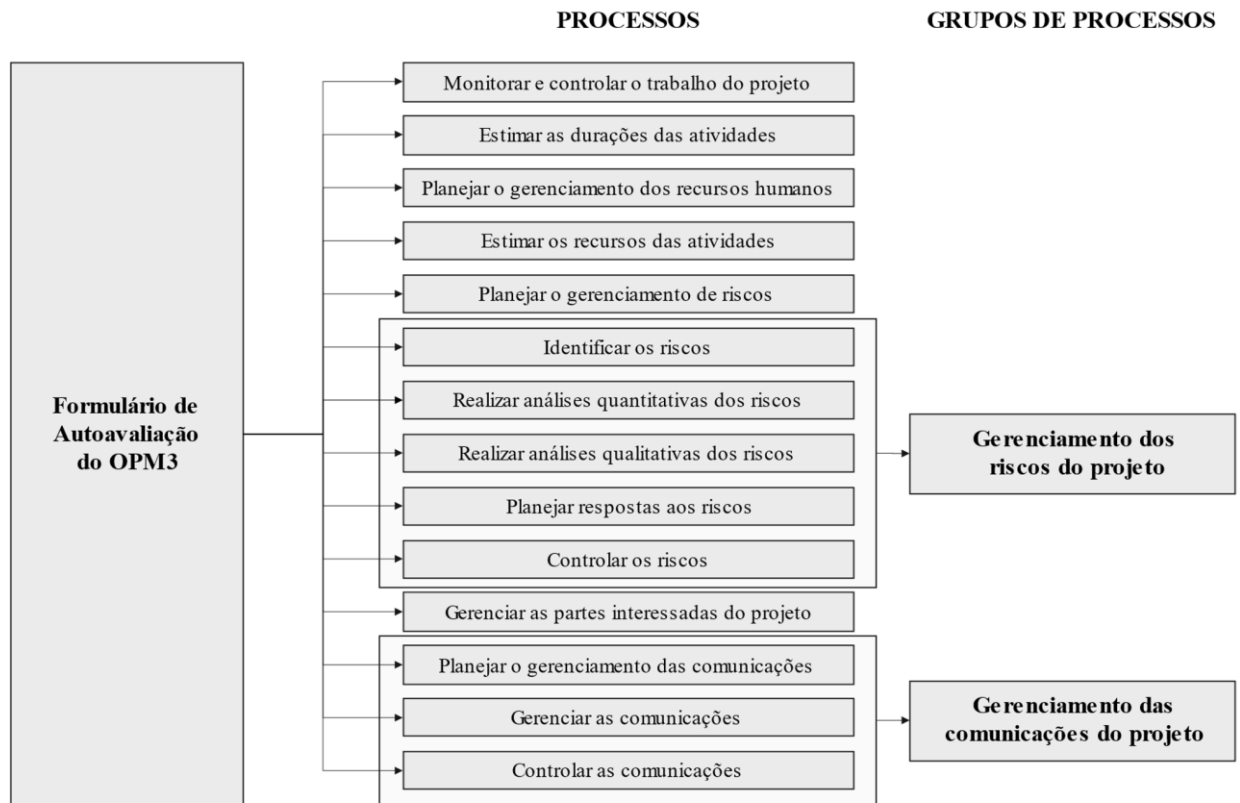 PROCESSOS
GRUPOS DE PROCESSOS
Formulário de
Autoavaliação
do OPM3
Monitorar e controlar o trabalho do projeto
Estimar as durações das atividades
Planejar o gerenciamento dos recursos humanos
Estimar os recursos das atividades
Planejar o gerenciamento de riscos
Identificar os riscos
Realizar análises quantitativas dos riscos
Realizar análises qualitativas dos riscos
Planejar respostas aos riscos
Controlar os riscos
Gerenciar as partes interessadas do projeto
Planejar o gerenciamento das comunicações
Gerenciar as comunicações
Controlar as comunicações
Gerenciamento dos
riscos do projeto
Gerenciamento das
comunicações do projeto